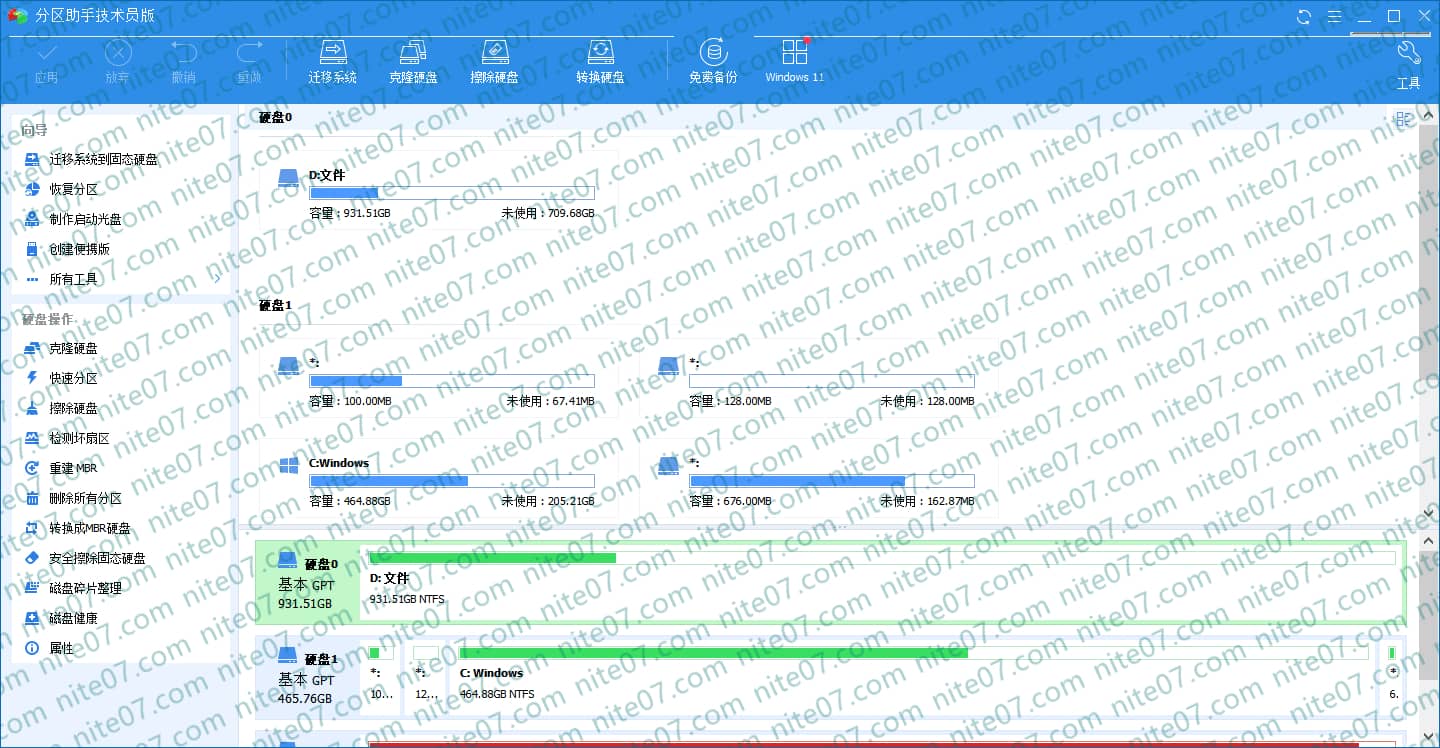 分区助手技术员版
应用 放弃 撤销 重做 迁移系统 克隆硬盘 擦除硬盘 转换硬盘 免费备份 Windows 11 工具
向导
迁移系统到固态硬盘
恢复分区
制作启动光盘
创建便携版
所有工具
硬盘操作
克隆硬盘
快速分区
擦除硬盘
检测坏扇区
重建 MBR
删除所有分区
转换成MBR硬盘
安全擦除固态硬盘
磁盘碎片整理
磁盘健康
属性
硬盘0
D:文件
容量 : 931.51GB 未使用 : 709.68GB
硬盘1
*:
容量 : 100.00MB 未使用 : 67.41MB
*:
容量 : 128.00MB 未使用 : 128.00MB
C:Windows
容量 : 464.88GB 未使用 : 205.21GB
*:
容量 : 676.00MB 未使用 : 162.87MB
硬盘0
基本 GPT
931.51GB
D: 文件
931.51GB NTFS
硬盘1
基本 GPT
465.76GB
*:
10...
*:
12...
C: Windows
464.88GB NTFS
*
6.
nite07.com